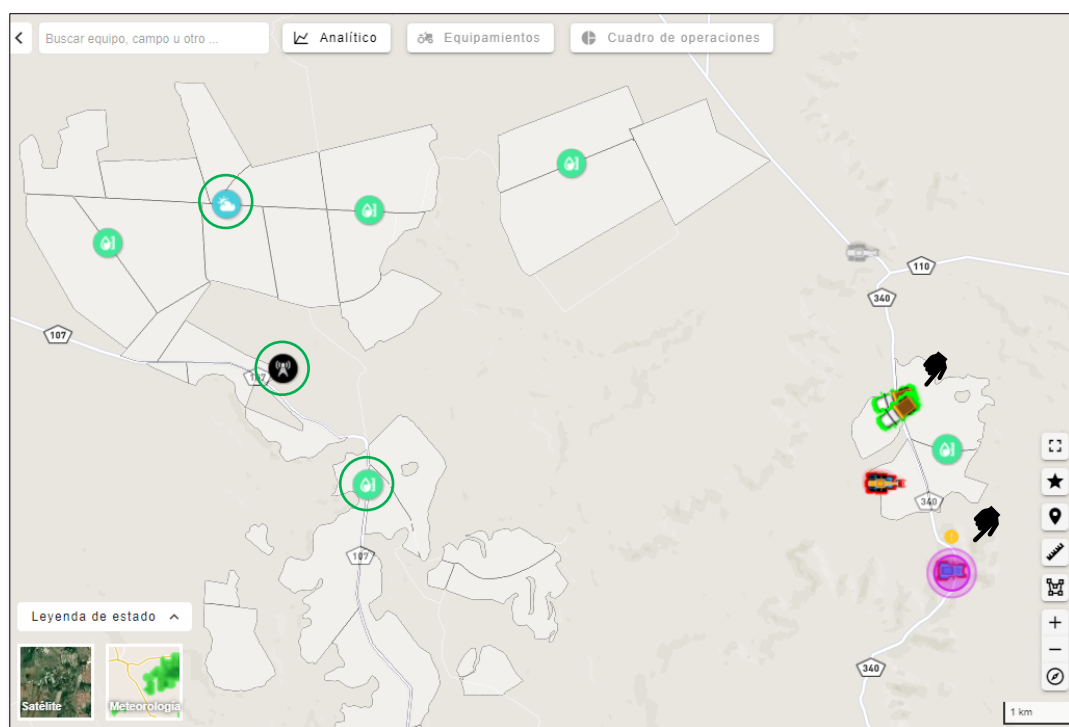 Buscar equipo, campo u otro ...
Analítico
Equipamientos
Cuadro de operaciones
110
340
107
107
340
107
340
Leyenda de estado
Satélite
Meteorología
1 km